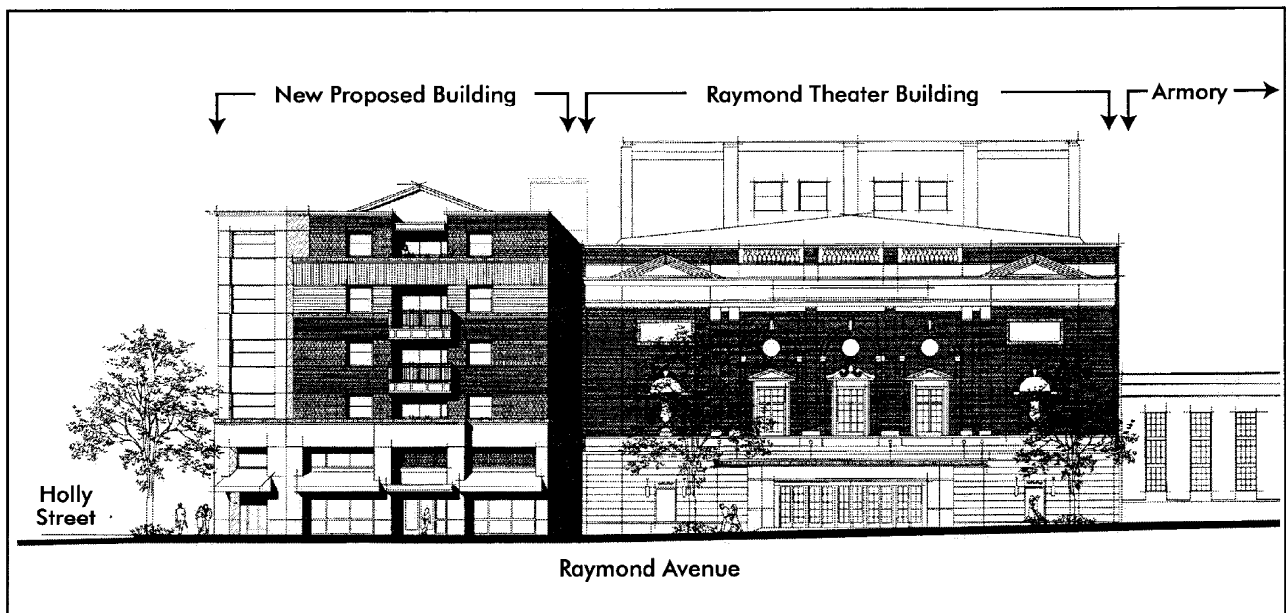 New Proposed Building
Raymond Theater Building
Armory
Holly
Street
Raymond Avenue